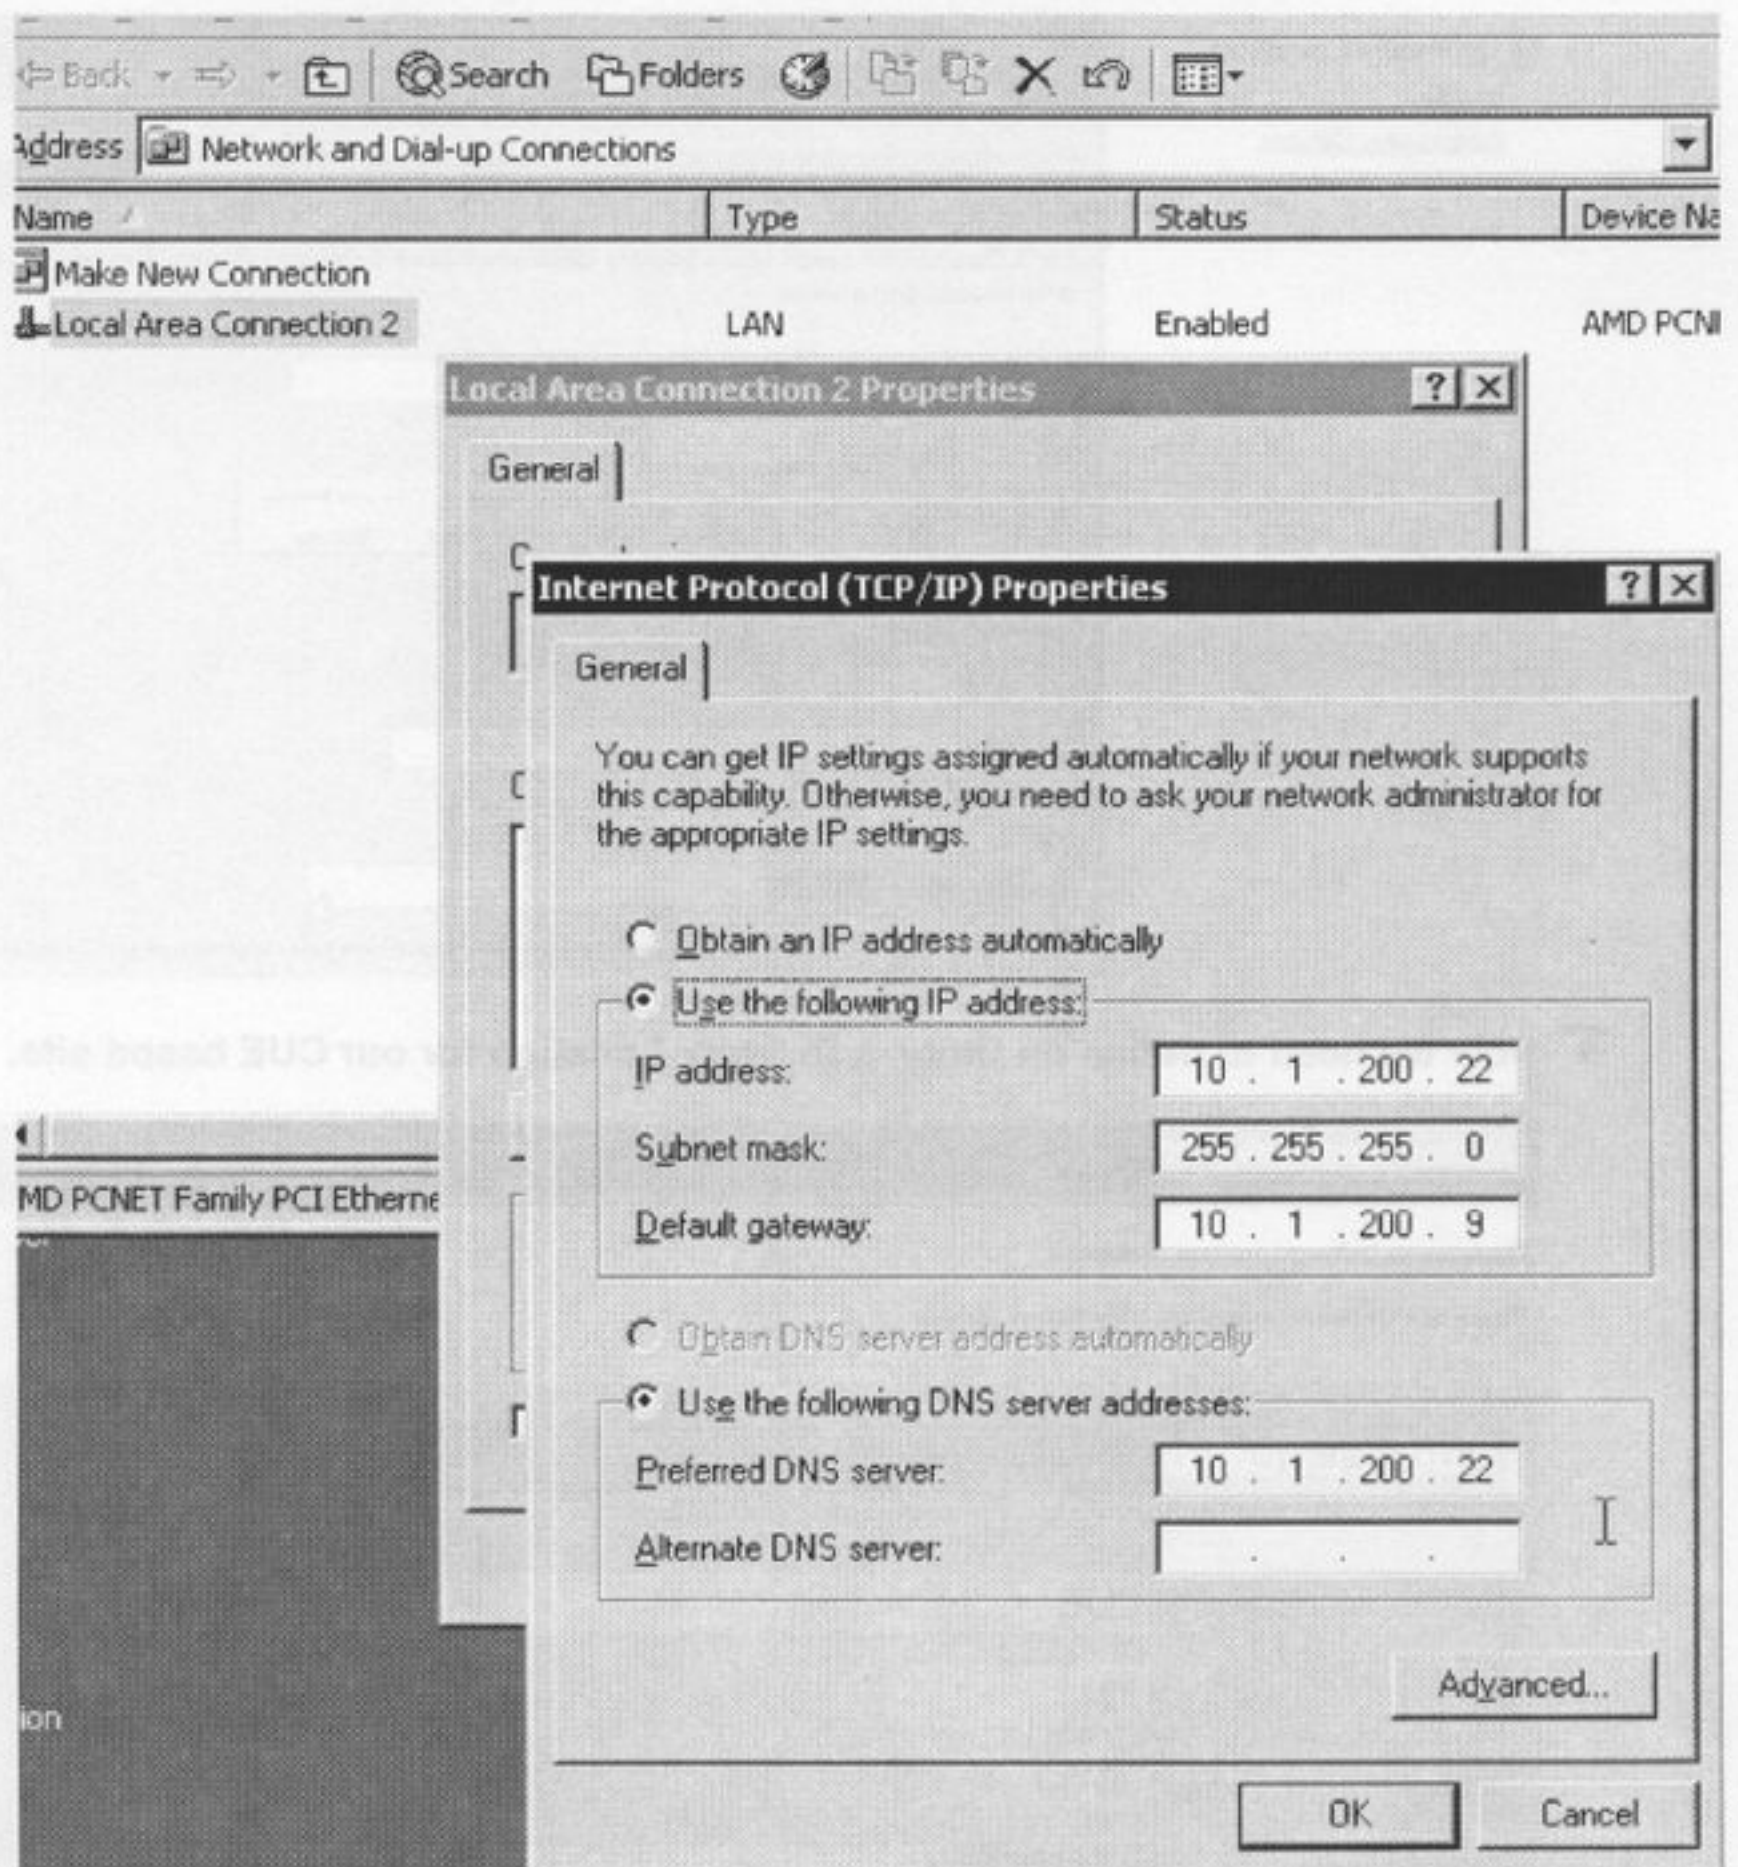 Back
Search Folders
Address Network and Dial-up Connections
Name Type Status Device Na
Make New Connection
Local Area Connection 2 LAN Enabled AMD PCN
Local Area Connection 2 Properties
General
Internet Protocol (TCP/IP) Properties
General
You can get IP settings assigned automatically if your network supports
this capability. Otherwise, you need to ask your network administrator for
the appropriate IP settings.
Obtain an IP address automatically
Use the following IP address:
IP address: 10 . 1 . 200 . 22
Subnet mask: 255 . 255 . 255 . 0
MD PCNET Family PCI Etherne
Default gateway: 10 . 1 . 200 . 9
Obtain DNS server address automatically
Use the following DNS server addresses:
Preferred DNS server: 10 . 1 . 200 . 22
Alternate DNS server: . . .
Advanced...
ion
OK Cancel